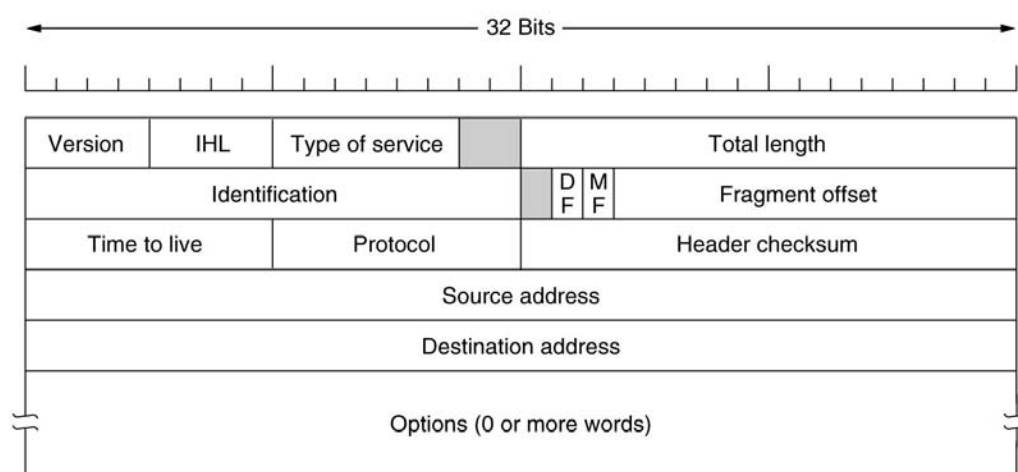 32 Bits
Version IHL Type of service Total length
Identification D F M F Fragment offset
Time to live Protocol Header checksum
Source address
Destination address
Options (0 or more words)